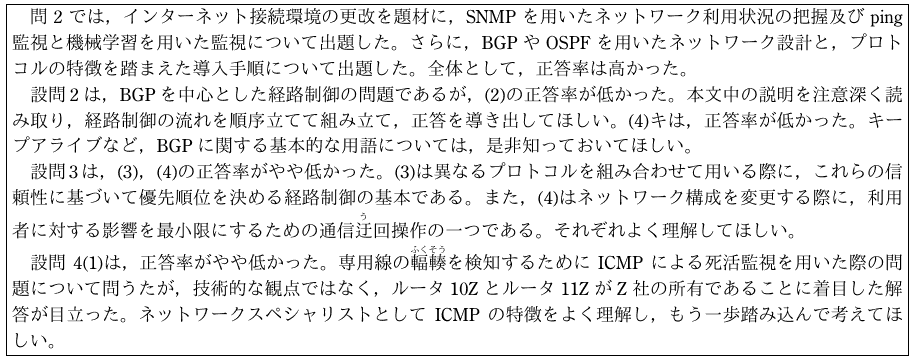 問 2 では，インターネット接続環境の更改を題材に，SNMP を用いたネットワーク利用状況の把握及び ping
監視と機械学習を用いた監視について出題した。さらに，BGP や OSPF を用いたネットワーク設計と，プロト
コルの特徴を踏まえた導入手順について出題した。全体として，正答率は高かった。
設問 2 は，BGP を中心とした経路制御の問題であるが，(2)の正答率が低かった。本文中の説明を注意深く読
み取り，経路制御の流れを順序立てて組み立て，正答を導き出してほしい。(4)キは，正答率が低かった。キー
プアライブなど，BGP に関する基本的な用語については，是非知っておいてほしい。
設問 3 は，(3)，(4)の正答率がやや低かった。(3)は異なるプロトコルを組み合わせて用いる際に，これらの信
頼性に基づいて優先順位を決める経路制御の基本である。また，(4)はネットワーク構成を変更する際に，利用
う
者に対する影響を最小限にするための通信迂回操作の一つである。それぞれよく理解してほしい。
ふくそう
設問 4(1)は，正答率がやや低かった。専用線の輻輳を検知するために ICMP による死活監視を用いた際の問
題について問うたが，技術的な観点ではなく，ルータ 10Z とルータ 11Z が Z 社の所有であることに着目した解
答が目立った。ネットワークスペシャリストとして ICMP の特徴をよく理解し，もう一歩踏み込んで考えてほ
しい。